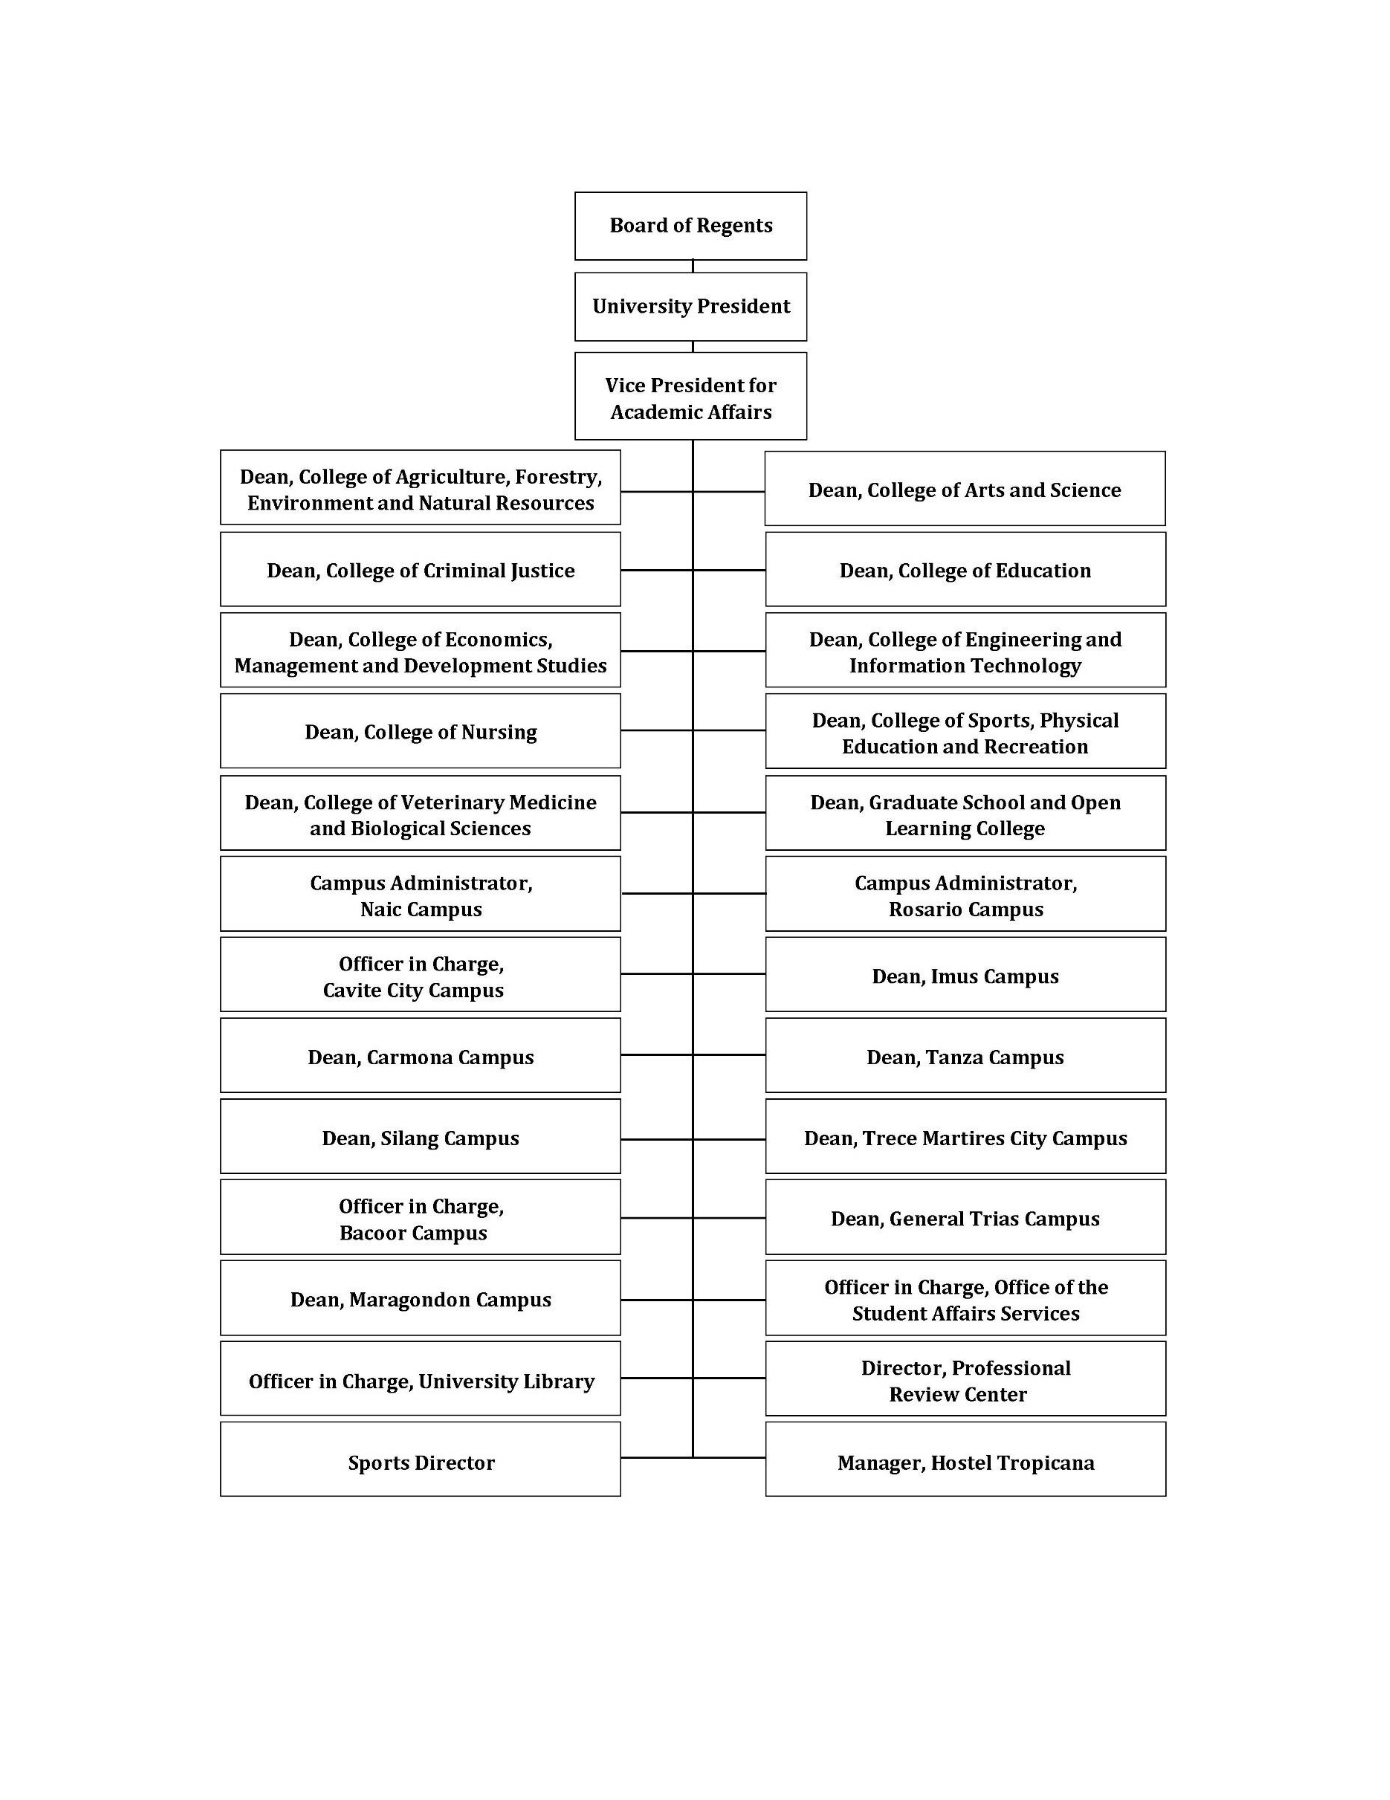 Board of Regents
University President
Vice President for
Academic Affairs
Dean, College of Agriculture, Forestry,
Environment and Natural Resources
Dean, College of Arts and Science
Dean, College of Criminal Justice
Dean, College of Education
Dean, College of Economics,
Management and Development Studies
Dean, College of Engineering and
Information Technology
Dean, College of Nursing
Dean, College of Sports, Physical
Education and Recreation
Dean, College of Veterinary Medicine
and Biological Sciences
Dean, Graduate School and Open
Learning College
Campus Administrator,
Naic Campus
Campus Administrator,
Rosario Campus
Officer in Charge,
Cavite City Campus
Dean, Imus Campus
Dean, Carmona Campus
Dean, Tanza Campus
Dean, Silang Campus
Dean, Trece Martires City Campus
Officer in Charge,
Bacoor Campus
Dean, General Trias Campus
Dean, Maragondon Campus
Officer in Charge, Office of the
Student Affairs Services
Officer in Charge, University Library
Director, Professional
Review Center
Sports Director
Manager, Hostel Tropicana